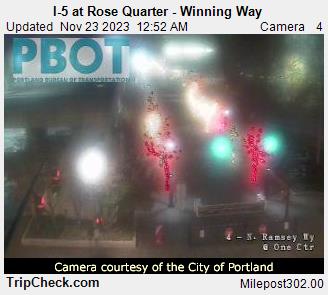 I-5 at Rose Quarter - Winning Way
Updated Nov 23 2023 12:52 AM Camera 4
PBOT
PORTLAND BUREAU OF TRANSPORTATION
4 - N. Ramsey Wy
@ One Ctr
Camera courtesy of the City of Portland
TripCheck.com Milepost302.00